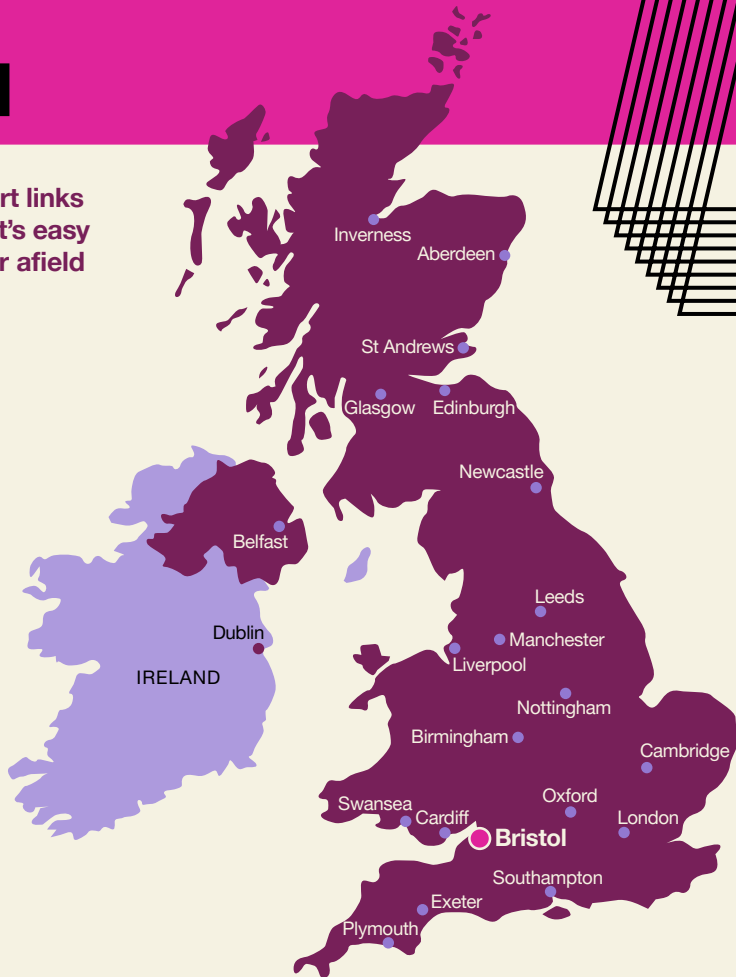 rt links
t's easy
r afield
Inverness
Aberdeen
St Andrews
Glasgow
Edinburgh
Newcastle
Belfast
Leeds
Dublin
Manchester
Liverpool
IRELAND
Nottingham
Birmingham
Cambridge
Oxford
Swansea
Cardiff
London
Bristol
Southampton
Exeter
Plymouth